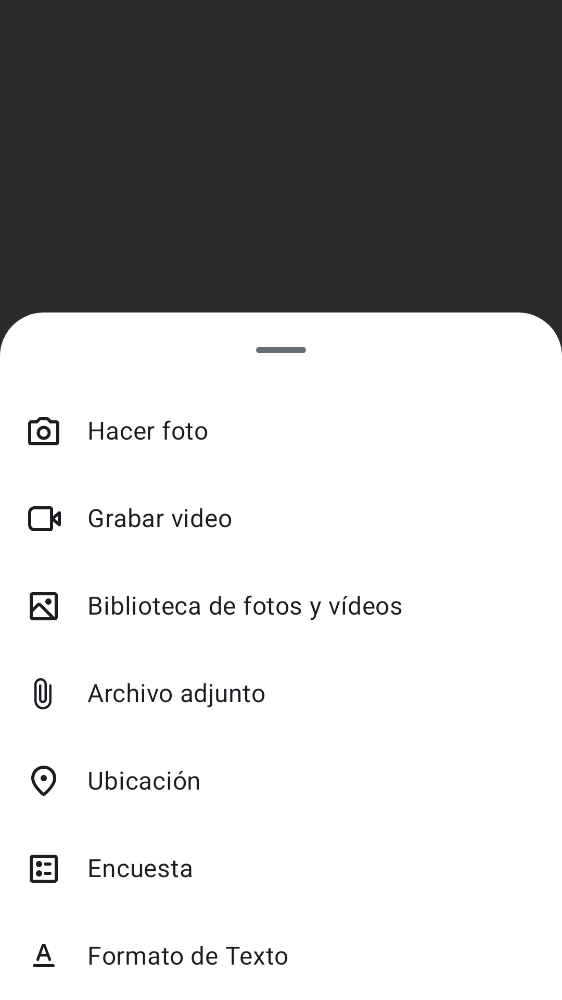 Hacer foto
Grabar video
Biblioteca de fotos y vídeos
Archivo adjunto
Ubicación
Encuesta
Formato de Texto